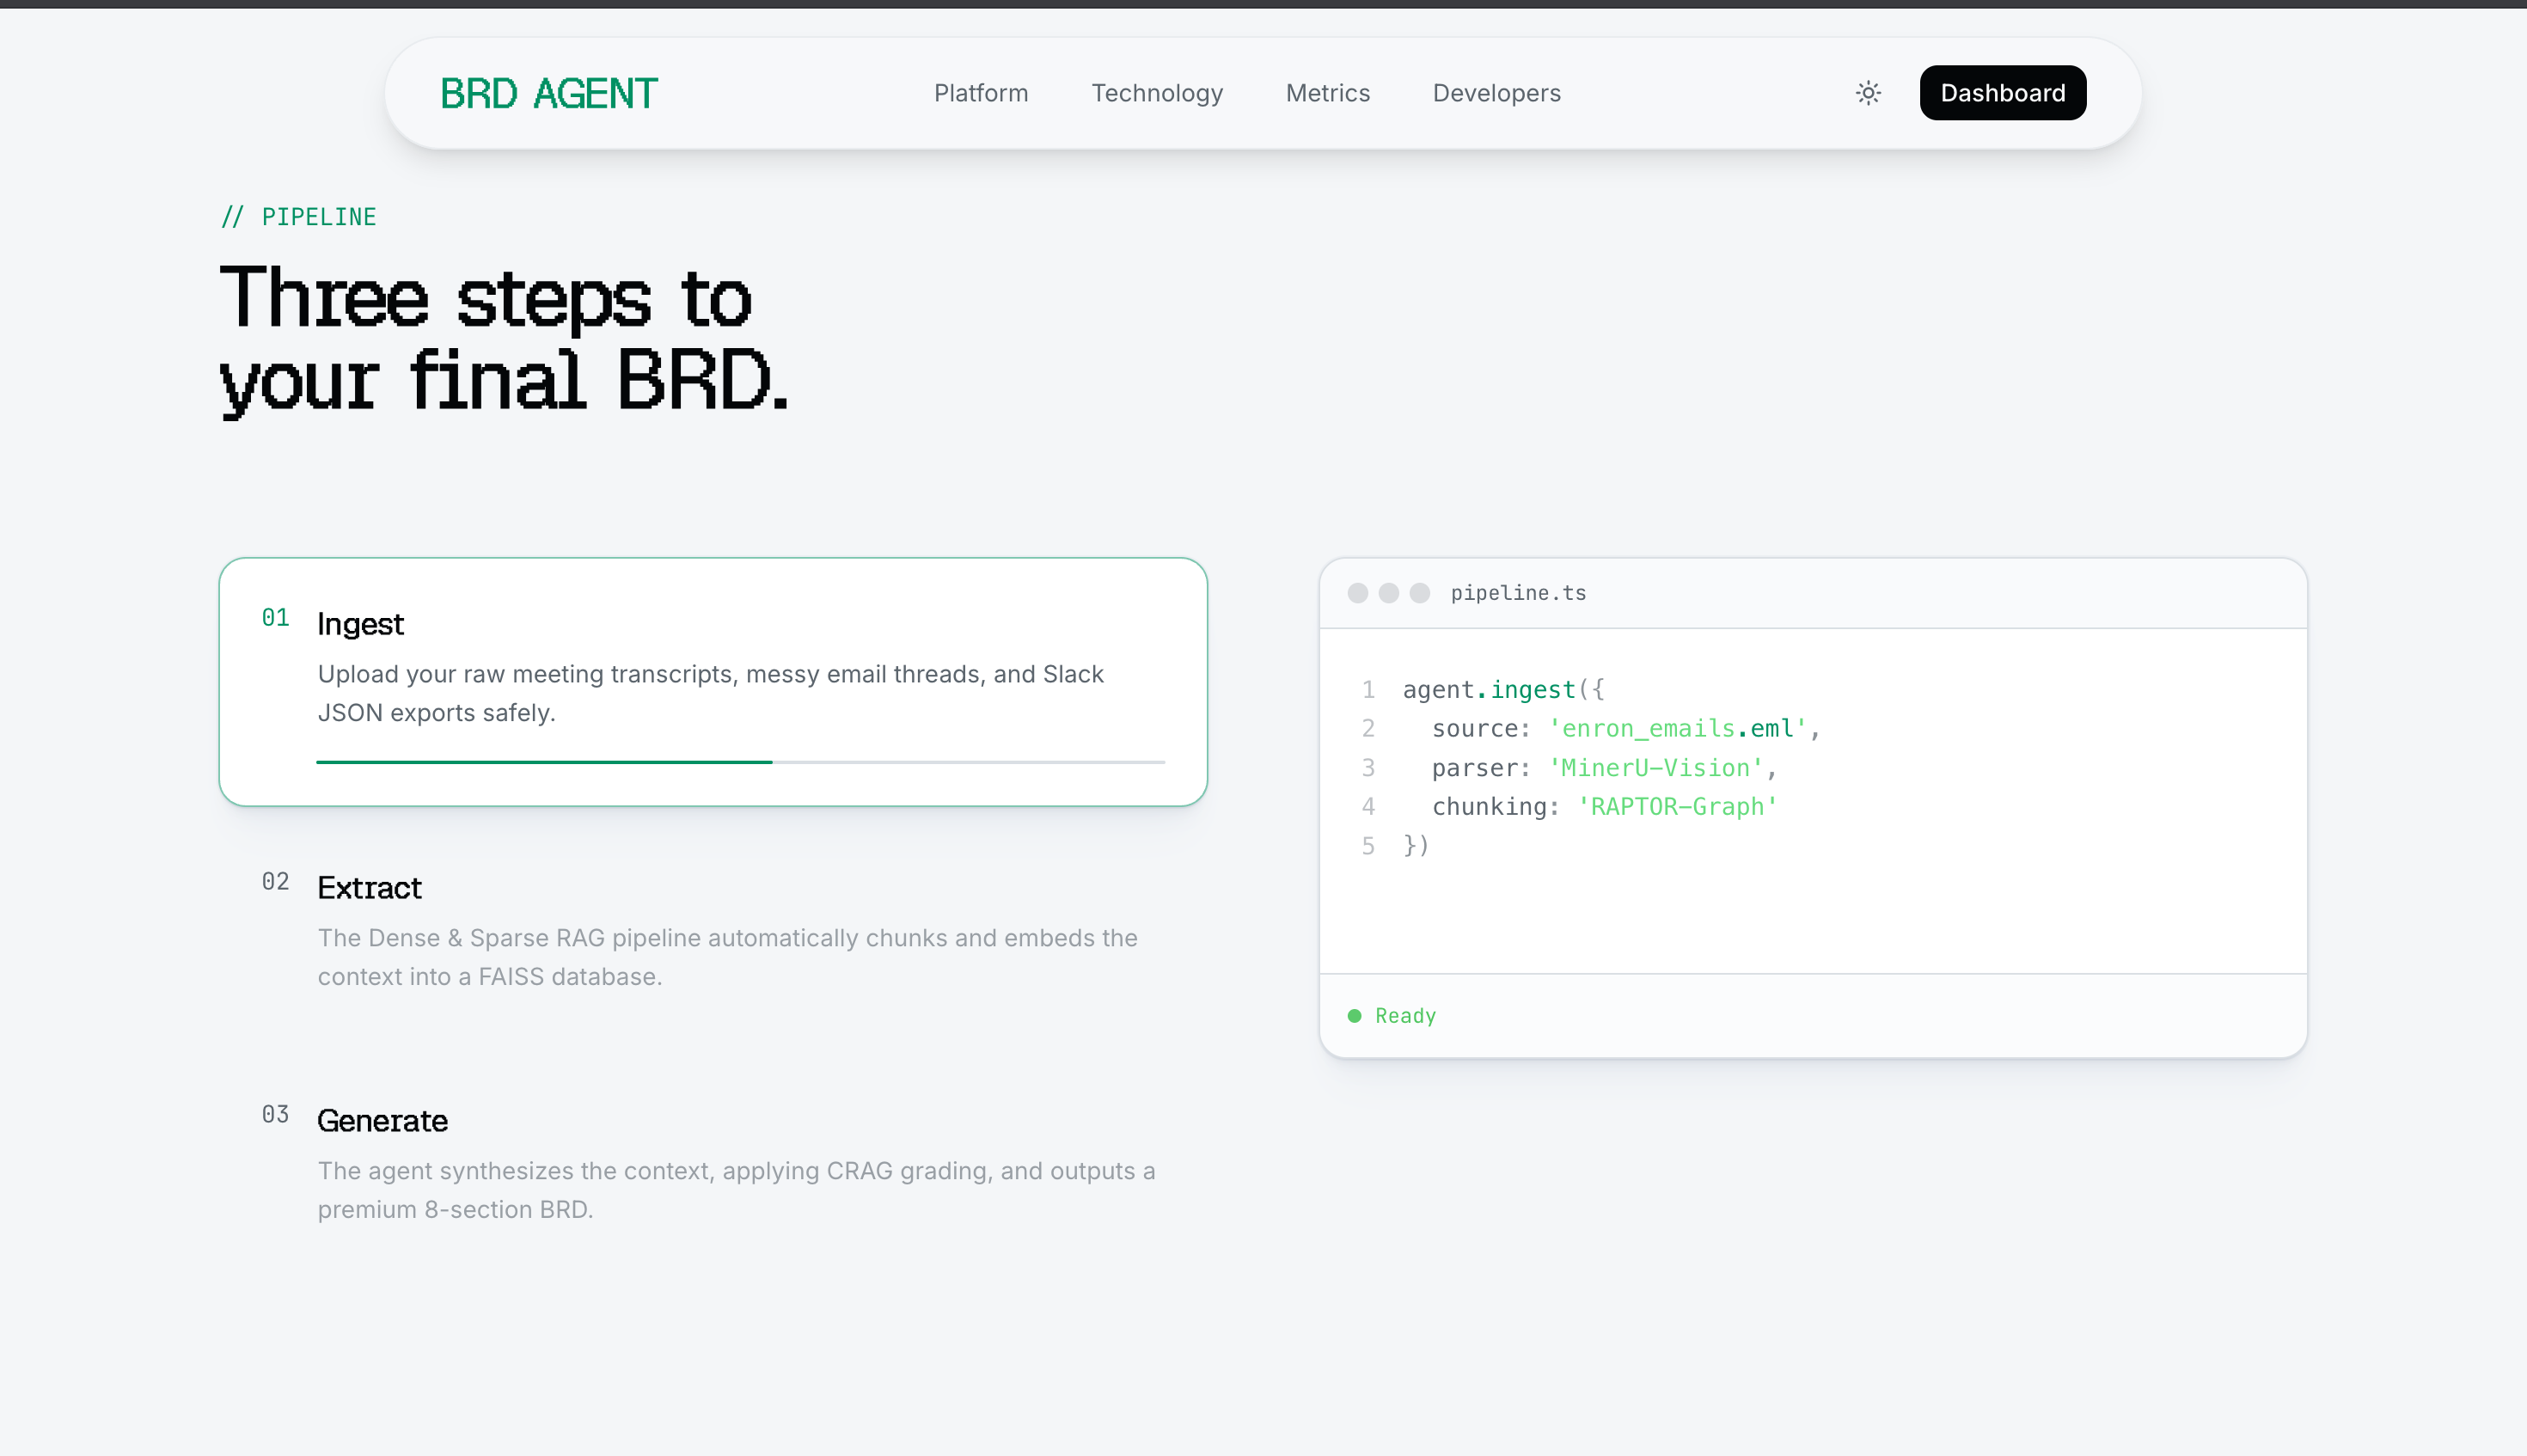 BRD AGENT
Platform
Technology
Metrics
Developers
Dashboard
// PIPELINE
Three steps to
your final BRD.
01
Ingest
Upload your raw meeting transcripts, messy email threads, and Slack
JSON exports safely.
02
Extract
The Dense & Sparse RAG pipeline automatically chunks and embeds the
context into a FAISS database.
03
Generate
The agent synthesizes the context, applying CRAG grading, and outputs a
premium 8-section BRD.
pipeline.ts
1 agent.ingest({
2   source: 'enron_emails.eml',
3   parser: 'MinerU-Vision',
4   chunking: 'RAPTOR-Graph'
5 })
Ready